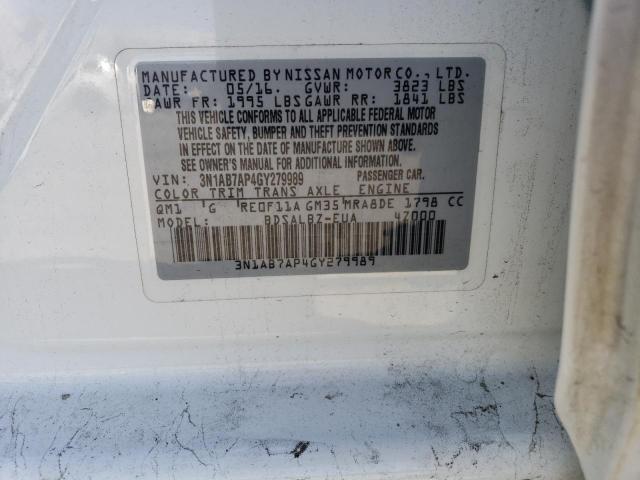 MANUFACTURED BY NISSAN MOTOR CO., LTD.
DATE: 05/16. GVWR: 3823 LBS
GAWR FR: 1995 LBS GAWR RR: 1841 LBS
THIS VEHICLE CONFORMS TO ALL APPLICABLE FEDERAL MOTOR
VEHICLE SAFETY, BUMPER AND THEFT PREVENTION STANDARDS
IN EFFECT ON THE DATE OF MANUFACTURE SHOWN ABOVE.
SEE OWNER'S MANUAL FOR ADDITIONAL INFORMATION.
VIN: 3N1AB7AP4GY279989 PASSENGER CAR.
COLOR TRIM TRANS AXLE ENGINE
QM1 'G RE0F11A GM35 MRA8DE 1798 CC
MODEL: BDSALBZ-EUA 47000
3N1AB7AP4GY279989